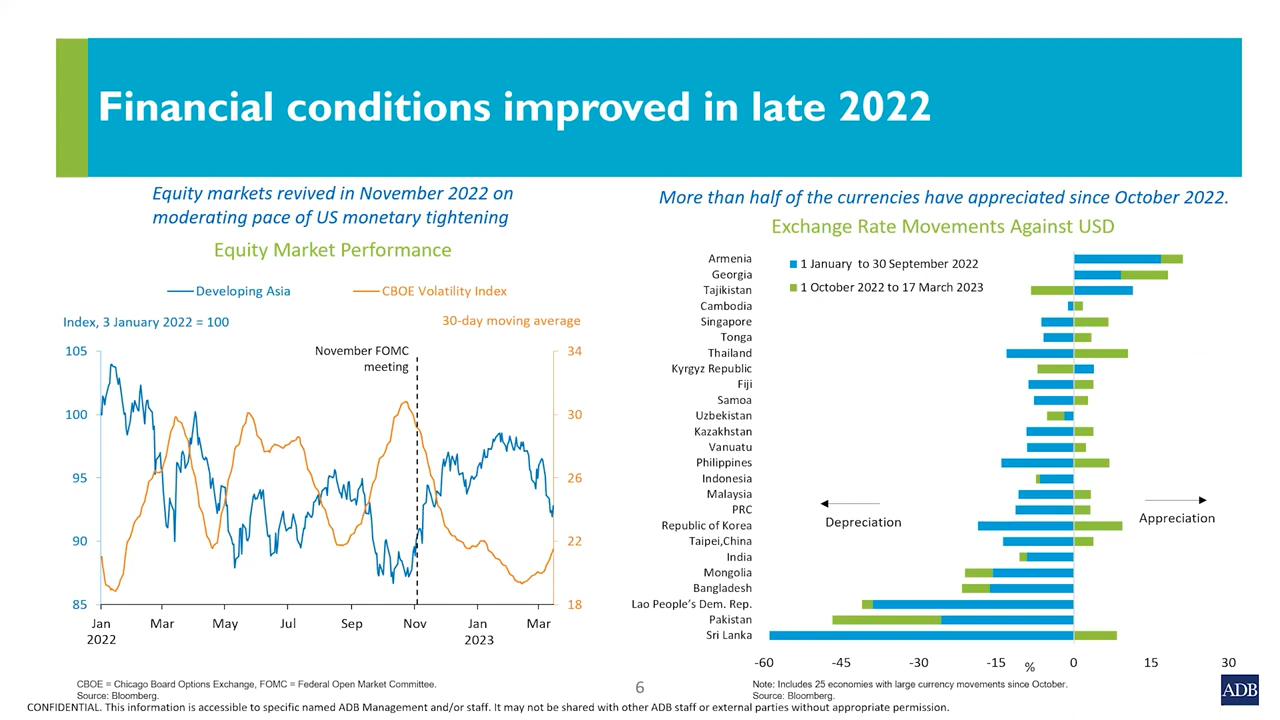 Financial conditions improved in late 2022
Equity markets revived in November 2022 on
moderating pace of US monetary tightening
Equity Market Performance
Developing Asia
CBOE Volatility Index
Index, 3 January 2022 = 100
30-day moving average
November FOMC
meeting
105
100
95
90
85
34
30
26
22
18
Jan
2022
Mar
May
Jul
Sep
Nov
Jan
2023
Mar
CBOE = Chicago Board Options Exchange, FOMC = Federal Open Market Committee.
Source: Bloomberg.
More than half of the currencies have appreciated since October 2022.
Exchange Rate Movements Against USD
1 January to 30 September 2022
1 October 2022 to 17 March 2023
Armenia
Georgia
Tajikistan
Cambodia
Singapore
Tonga
Thailand
Kyrgyz Republic
Fiji
Samoa
Uzbekistan
Kazakhstan
Vanuatu
Philippines
Indonesia
Malaysia
PRC
Republic of Korea
Taipei,China
India
Mongolia
Bangladesh
Lao People's Dem. Rep.
Pakistan
Sri Lanka
Depreciation
Appreciation
-60
-45
-30
-15
%
0
15
30
Note: Includes 25 economies with large currency movements since October.
Source: Bloomberg.
6
ADB
CONFIDENTIAL. This information is accessible to specific named ADB Management and/or staff. It may not be shared with other ADB staff or external parties without appropriate permission.